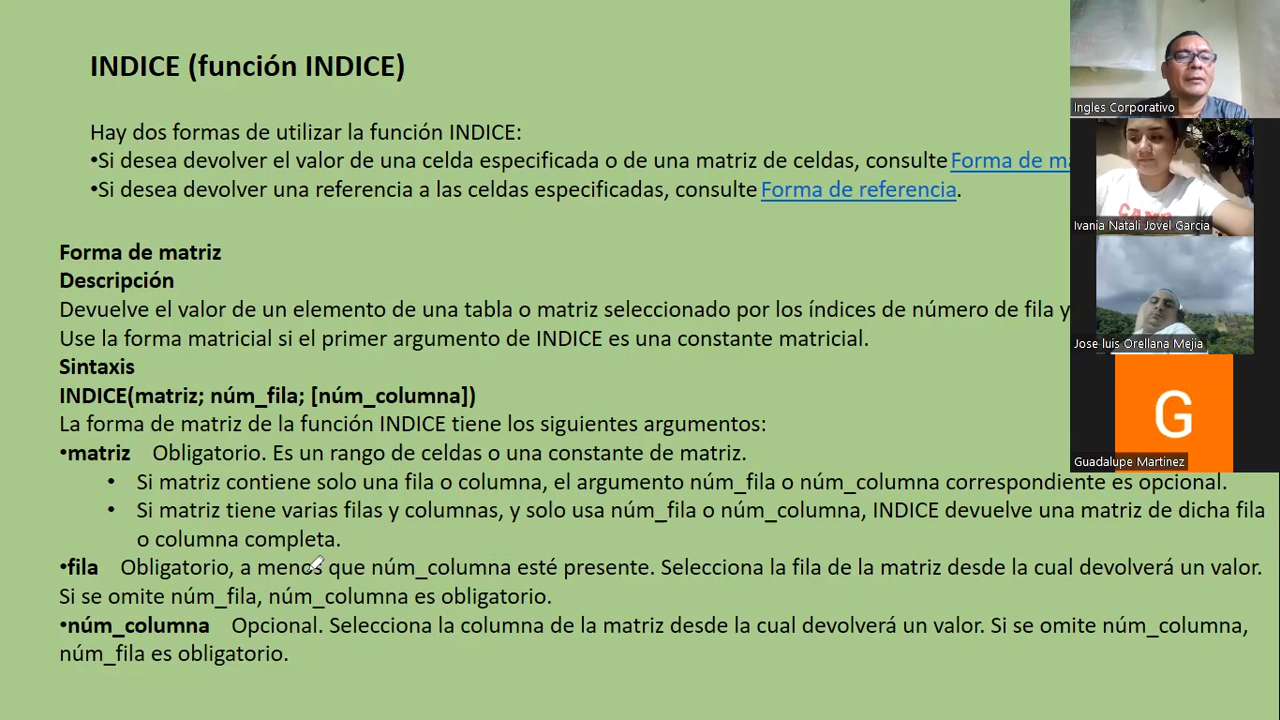 INDICE (función INDICE)
Hay dos formas de utilizar la función INDICE:
•Si desea devolver el valor de una celda especificada o de una matriz de celdas, consulte Forma de
•Si desea devolver una referencia a las celdas especificadas, consulte Forma de referencia.
Forma de matriz
Descripción
Devuelve el valor de un elemento de una tabla o matriz seleccionado por los índices de número de fila y
Use la forma matricial si el primer argumento de INDICE es una constante matricial.
Sintaxis
INDICE(matriz; núm_fila; [núm_columna])
La forma de matriz de la función INDICE tiene los siguientes argumentos:
•matriz Obligatorio. Es un rango de celdas o una constante de matriz.
• Si matriz contiene solo una fila o columna, el argumento núm_fila o núm_columna correspondiente es opcional.
• Si matriz tiene varias filas y columnas, y solo usa núm_fila o núm_columna, INDICE devuelve una matriz de dicha fila
o columna completa.
•fila Obligatorio, a menos que núm_columna esté presente. Selecciona la fila de la matriz desde la cual devolverá un valor.
Si se omite núm_fila, núm_columna es obligatorio.
•núm_columna Opcional. Selecciona la columna de la matriz desde la cual devolverá un valor. Si se omite núm_columna,
núm_fila es obligatorio.
Ingles Corporativo
Ivania Natali Jovel Garcia
Jose luis Orellana Mejia
G
Guadalupe Martinez